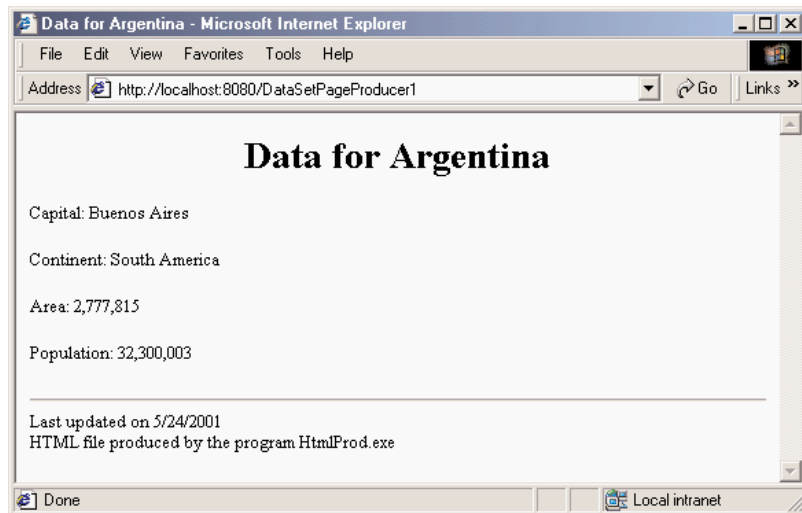 Data for Argentina - Microsoft Internet Explorer
File Edit View Favorites Tools Help
Address http://localhost:8080/DataSetPageProducer1 Go Links »
Data for Argentina
Capital: Buenos Aires
Continent: South America
Area: 2,777,815
Population: 32,300,003
Last updated on 5/24/2001
HTML file produced by the program HtmlProd.exe
Done Local intranet